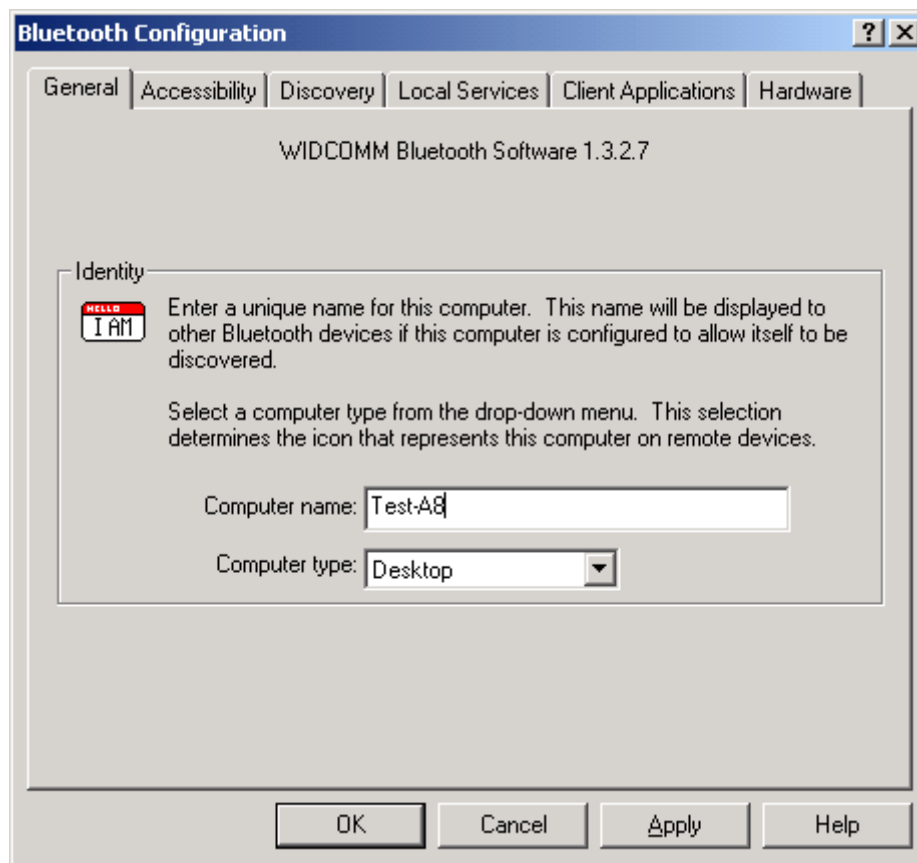 Bluetooth Configuration
General Accessibility Discovery Local Services Client Applications Hardware
WIDCOMM Bluetooth Software 1.3.2.7
Identity
HELLO
I AM
Enter a unique name for this computer.  This name will be displayed to
other Bluetooth devices if this computer is configured to allow itself to be
discovered.
Select a computer type from the drop-down menu.  This selection
determines the icon that represents this computer on remote devices.
Computer name: Test-A8
Computer type: Desktop
OK Cancel Apply Help